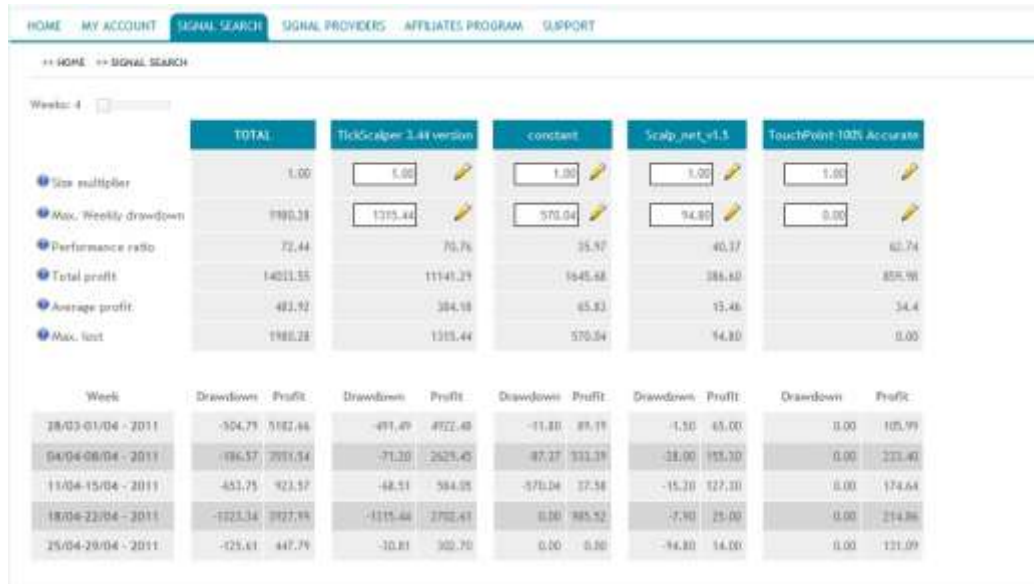 HOME MY ACCOUNT SIGNAL SEARCH SIGNAL PROVIDERS AFFILIATES PROGRAM SUPPORT
>> HOME >> SIGNAL SEARCH
Weeks: 4
TOTAL TickScalper 3.44 version constant Scalp_net_v1.5 TouchPoint-100% Accurate
Size multiplier 1.00 1.00 1.00 1.00 1.00
Max. Weekly drawdown 1980.28 1315.44 570.04 94.80 0.00
Performance ratio 72.44 70.76 35.97 40.37 62.74
Total profit 14033.55 11141.29 1645.68 386.60 859.98
Average profit 483.92 384.18 65.83 15.46 34.4
Max. lost 1980.28 1315.44 570.04 94.80 0.00
Week Drawdown Profit Drawdown Profit Drawdown Profit Drawdown Profit Drawdown Profit
28/03-01/04 - 2011 -504.79 5182.66 -491.49 4922.48 -11.80 89.19 -1.50 65.00 0.00 105.99
04/04-08/04 - 2011 -186.57 -71.20 2629.45 -87.37 533.39 -28.00 155.30 0.00 233.40
11/04-15/04 - 2011 -653.75 923.57 -68.51 584.05 -570.04 37.58 -15.20 127.30 0.00 174.64
18/04-22/04 - 2011 -1323.34 3927.99 -1315.44 2702.61 0.00 985.52 -7.90 25.00 0.00 214.86
25/04-29/04 - 2011 -125.61 447.79 -30.81 302.70 0.00 0.00 -94.80 14.00 0.00 131.09